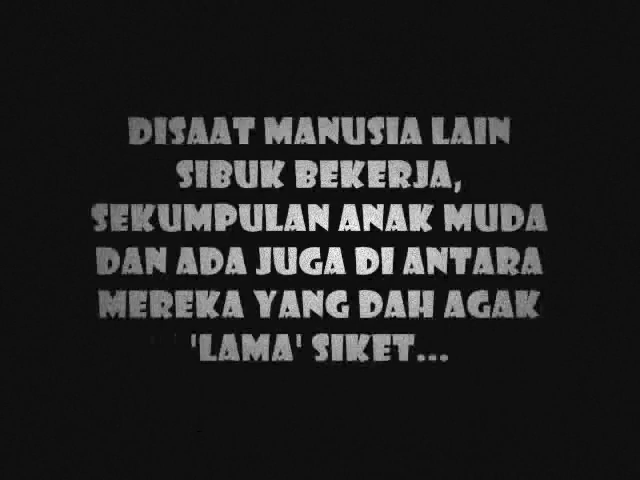 DISAAT MANUSIA LAIN
SIBUK BEKERJA,
SEKUMPULAN ANAK MUDA
DAN ADA JUGA DI ANTARA
MEREKA YANG DAH AGAK
'LAMA' SIKET...